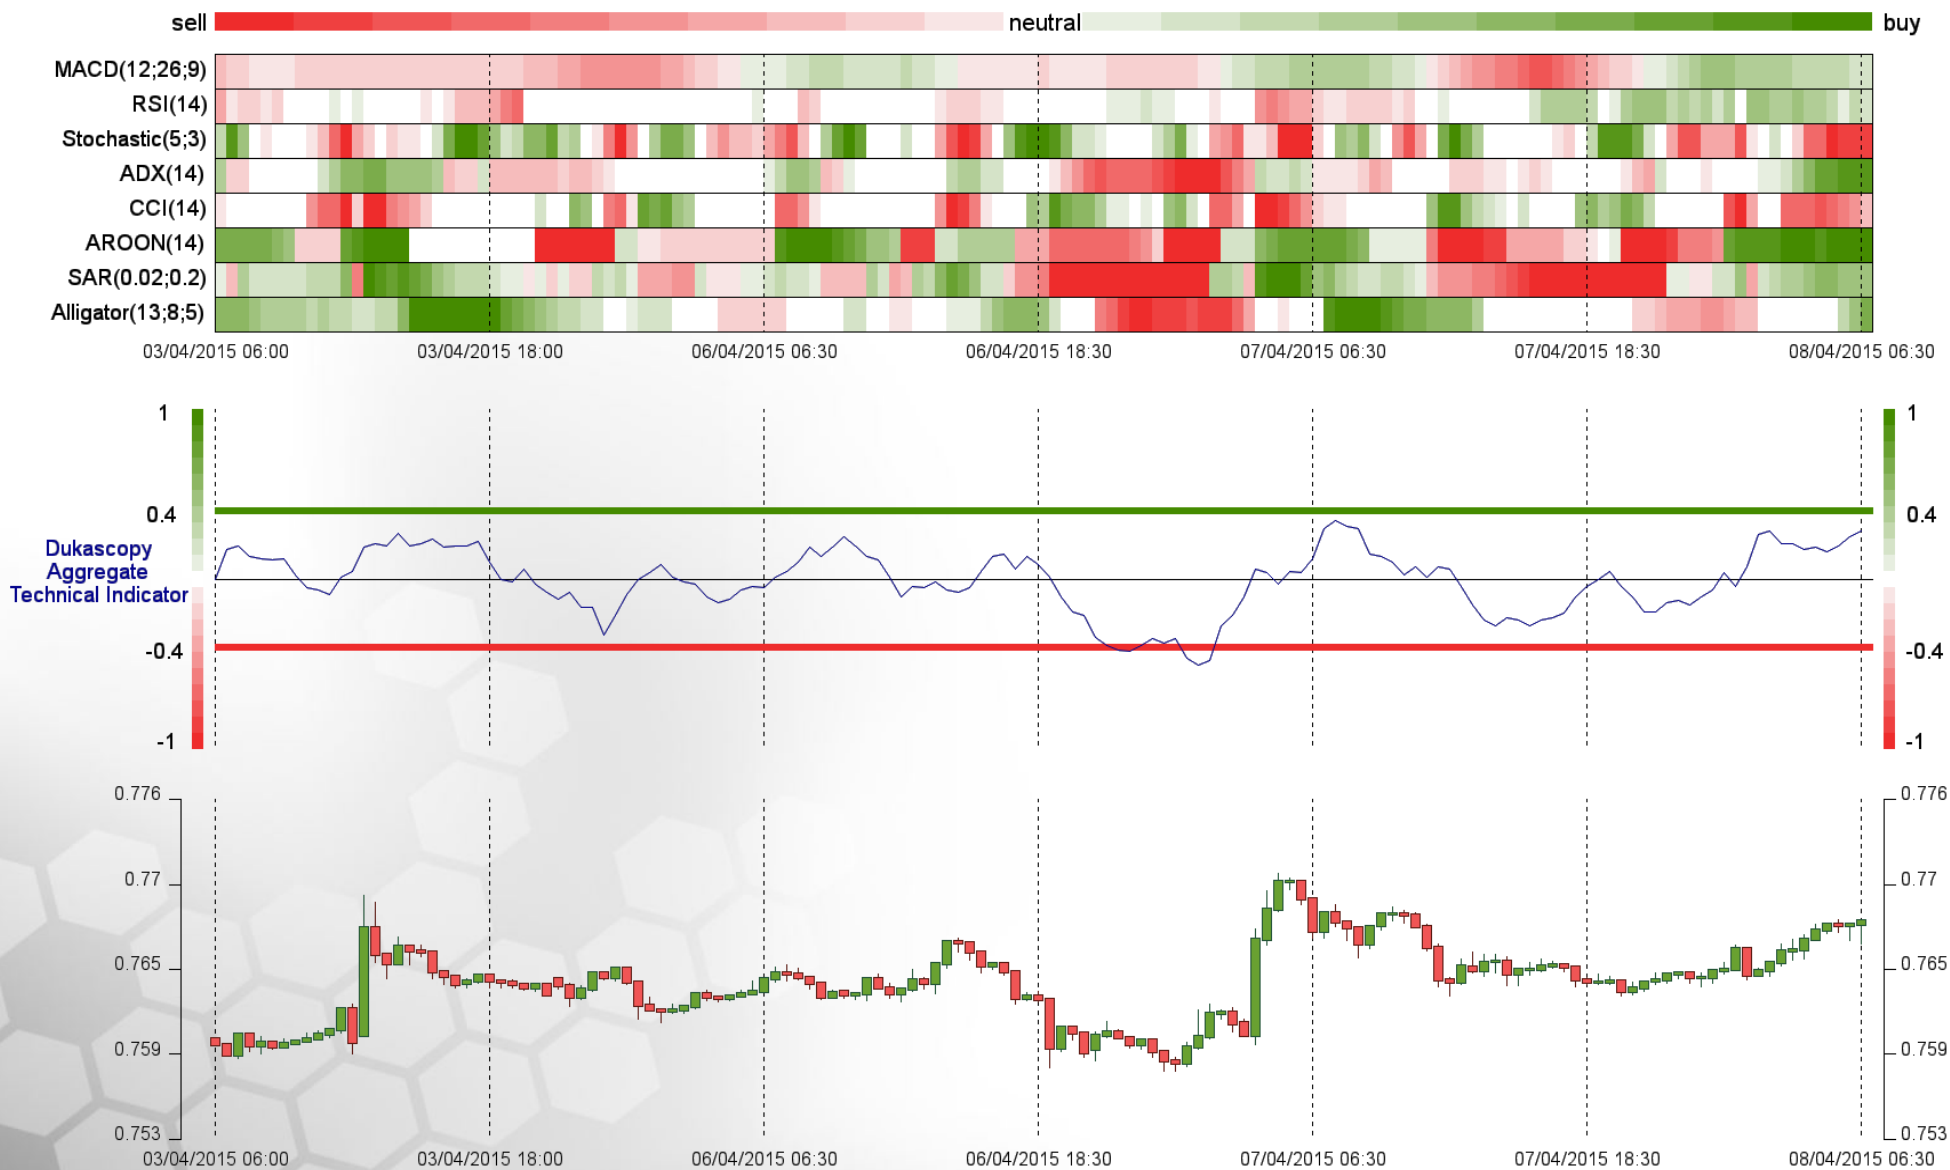 sell neutral buy
MACD(12;26;9)
RSI(14)
Stochastic(5;3)
ADX(14)
CCI(14)
AROON(14)
SAR(0.02;0.2)
Alligator(13;8;5)
03/04/2015 06:00 03/04/2015 18:00 06/04/2015 06:30 06/04/2015 18:30 07/04/2015 06:30 07/04/2015 18:30 08/04/2015 06:30
1 1
0.4 0.4
Dukascopy
Aggregate
Technical Indicator
-0.4 -0.4
-1 -1
0.776 0.776
0.77 0.77
0.765 0.765
0.759 0.759
0.753 0.753
03/04/2015 06:00 03/04/2015 18:00 06/04/2015 06:30 06/04/2015 18:30 07/04/2015 06:30 07/04/2015 18:30 08/04/2015 06:30